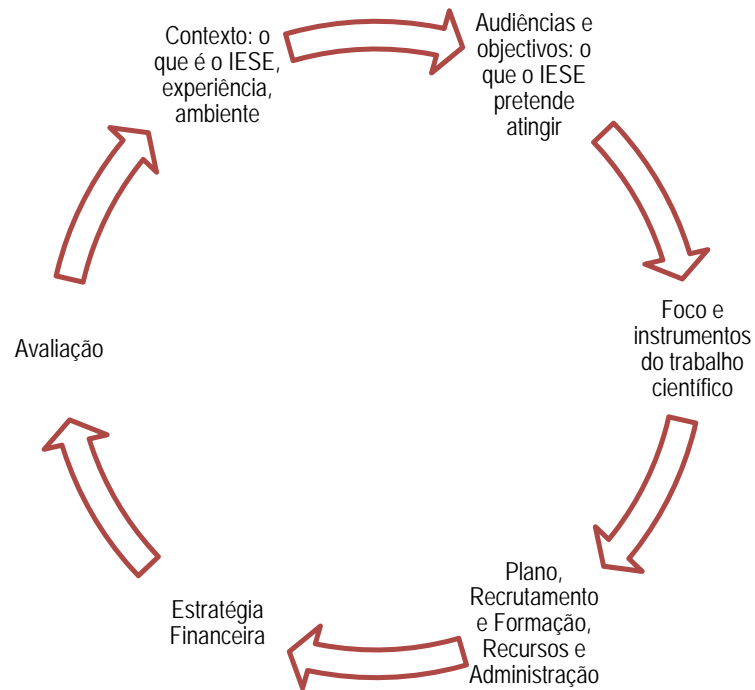 Contexto: o
que é o IESE,
experiência,
ambiente
Audiências e
objectivos: o
que o IESE
pretende
atingir
Foco e
instrumentos
do trabalho
científico
Plano,
Recrutamento
e Formação,
Recursos e
Administração
Estratégia
Financeira
Avaliação